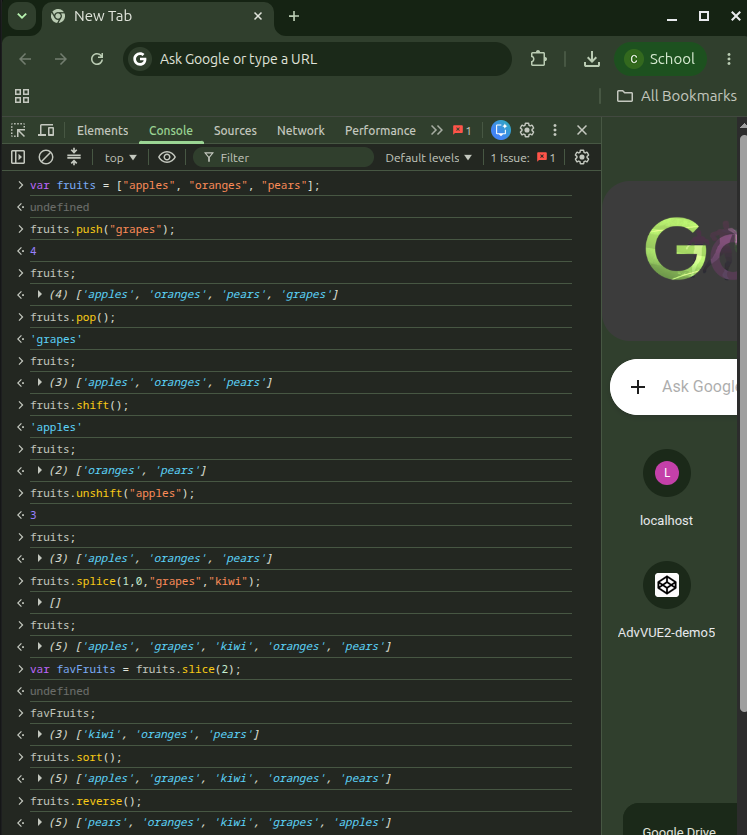 New Tab
Ask Google or type a URL
C School
All Bookmarks
Elements Console Sources Network Performance 1
top Filter Default levels 1 Issue: 1
var fruits = ["apples", "oranges", "pears"];
undefined
fruits.push("grapes");
4
fruits;
(4) ['apples', 'oranges', 'pears', 'grapes']
fruits.pop();
'grapes'
fruits;
(3) ['apples', 'oranges', 'pears']
fruits.shift();
'apples'
fruits;
(2) ['oranges', 'pears']
fruits.unshift("apples");
3
fruits;
(3) ['apples', 'oranges', 'pears']
fruits.splice(1,0,"grapes","kiwi");
[]
fruits;
(5) ['apples', 'grapes', 'kiwi', 'oranges', 'pears']
var favFruits = fruits.slice(2);
undefined
favFruits;
(3) ['kiwi', 'oranges', 'pears']
fruits.sort();
(5) ['apples', 'grapes', 'kiwi', 'oranges', 'pears']
fruits.reverse();
(5) ['pears', 'oranges', 'kiwi', 'grapes', 'apples']
Go
Ask Google
L
localhost
AdvVUE2-demo5
Google Drive